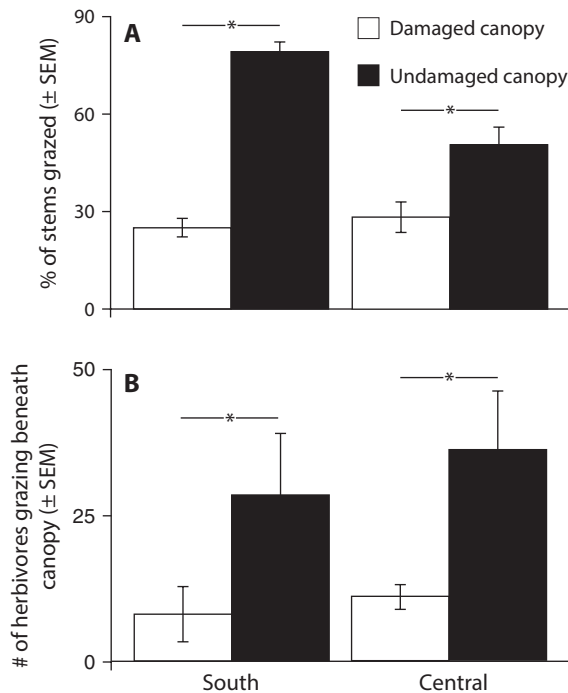 A
90
60
30
0
% of stems grazed (± SEM)
Damaged canopy
Undamaged canopy
*
*
B
50
25
0
# of herbivores grazing beneath
canopy (± SEM)
*
*
South
Central